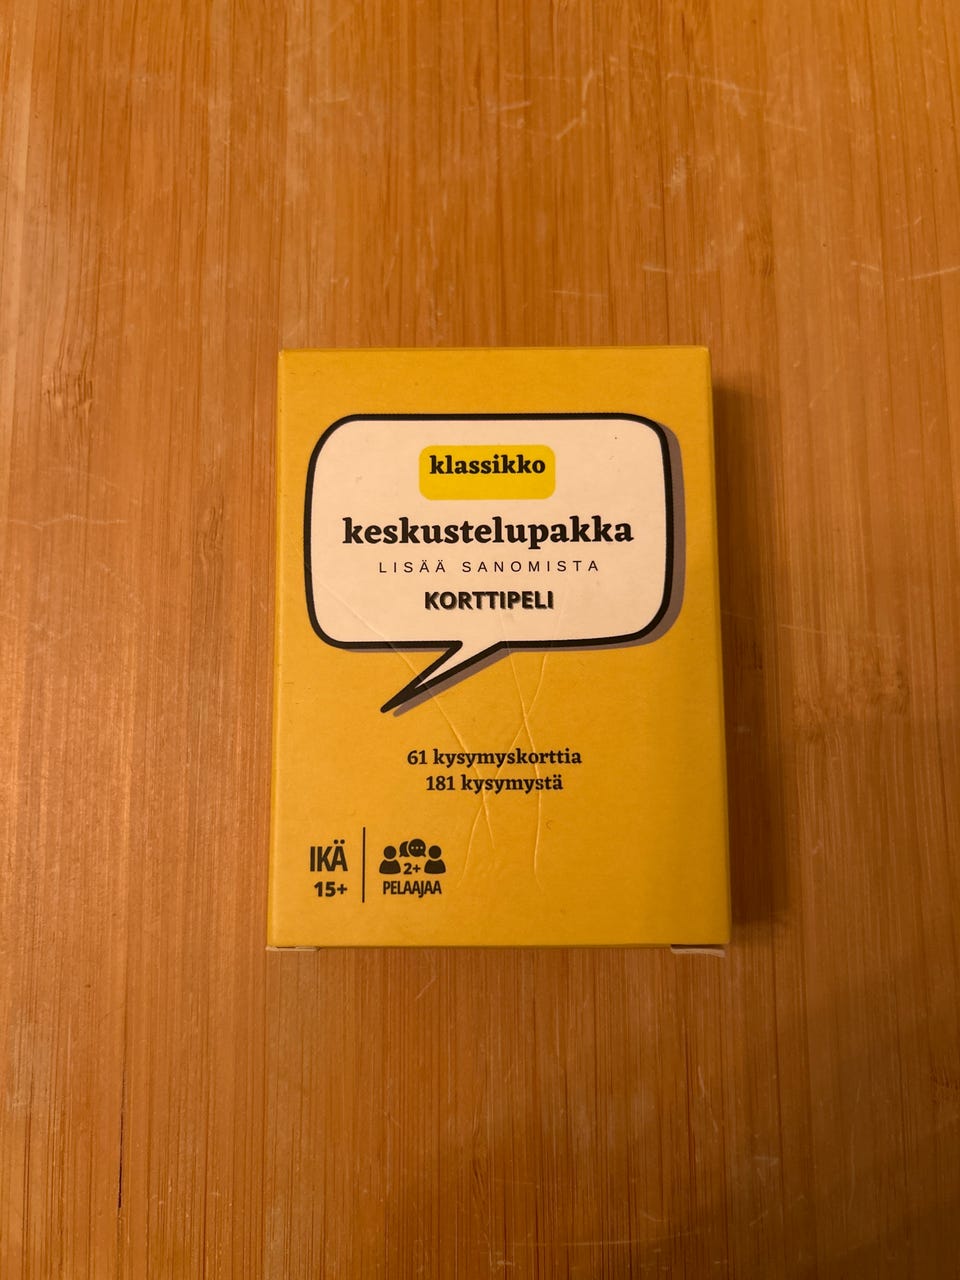 klassikko
keskustelupakka
LISÄÄ SANOMISTA
KORTTIPELI
61 kysymyskorttia
181 kysymystä
IKÄ
15+
2+
PELAAJAA